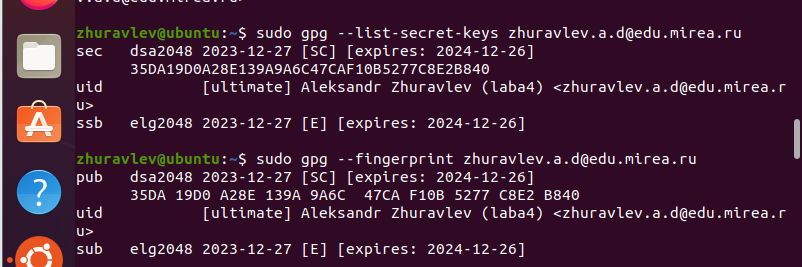 v.a.d@edu.mirea.ru>
zhuravlev@ubuntu:~$ sudo gpg --list-secret-keys zhuravlev.a.d@edu.mirea.ru
sec   dsa2048 2023-12-27 [SC] [expires: 2024-12-26]
      35DA19D0A28E139A9A6C47CAF10B5277C8E2B840
uid           [ultimate] Aleksandr Zhuravlev (laba4) <zhuravlev.a.d@edu.mirea.r
u>
ssb   elg2048 2023-12-27 [E] [expires: 2024-12-26]

zhuravlev@ubuntu:~$ sudo gpg --fingerprint zhuravlev.a.d@edu.mirea.ru
pub   dsa2048 2023-12-27 [SC] [expires: 2024-12-26]
      35DA 19D0 A28E 139A 9A6C  47CA F10B 5277 C8E2 B840
uid           [ultimate] Aleksandr Zhuravlev (laba4) <zhuravlev.a.d@edu.mirea.r
u>
sub   elg2048 2023-12-27 [E] [expires: 2024-12-26]